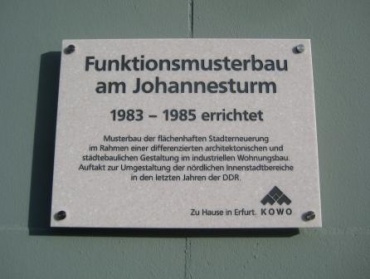 Funktionsmusterbau
am Johannesturm
1983 – 1985 errichtet
Musterbau der flächenhaften Stadterneuerung
im Rahmen einer differenzierten architektonischen und
städtebaulichen Gestaltung im industriellen Wohnungsbau.
Auftakt zur Umgestaltung der nördlichen Innenstadtbereiche
in den letzten Jahren der DDR.
Zu Hause in Erfurt. KOWO